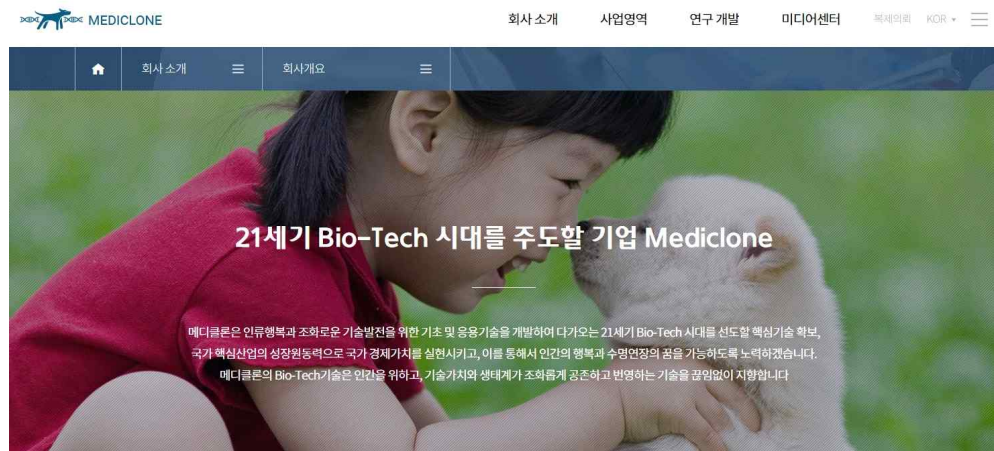 MEDICLONE
회사 소개 사업영역 연구 개발 미디어센터 복제의뢰 KOR
회사 소개 회사개요
21세기 Bio-Tech 시대를 주도할 기업 Mediclone
메디클론은 인류행복과 조화로운 기술발전을 위한 기초 및 응용기술을 개발하여 다가오는 21세기 Bio-Tech 시대를 선도할 핵심기술 확보,
국가 핵심산업의 성장원동력으로 국가 경제가치를 실현시키고, 이를 통해서 인간의 행복과 수명연장의 꿈을 가능하도록 노력하겠습니다.
메디클론의 Bio-Tech기술은 인간을 위하고, 기술가치와 생태계가 조화롭게 공존하고 번영하는 기술을 끊임없이 지향합니다